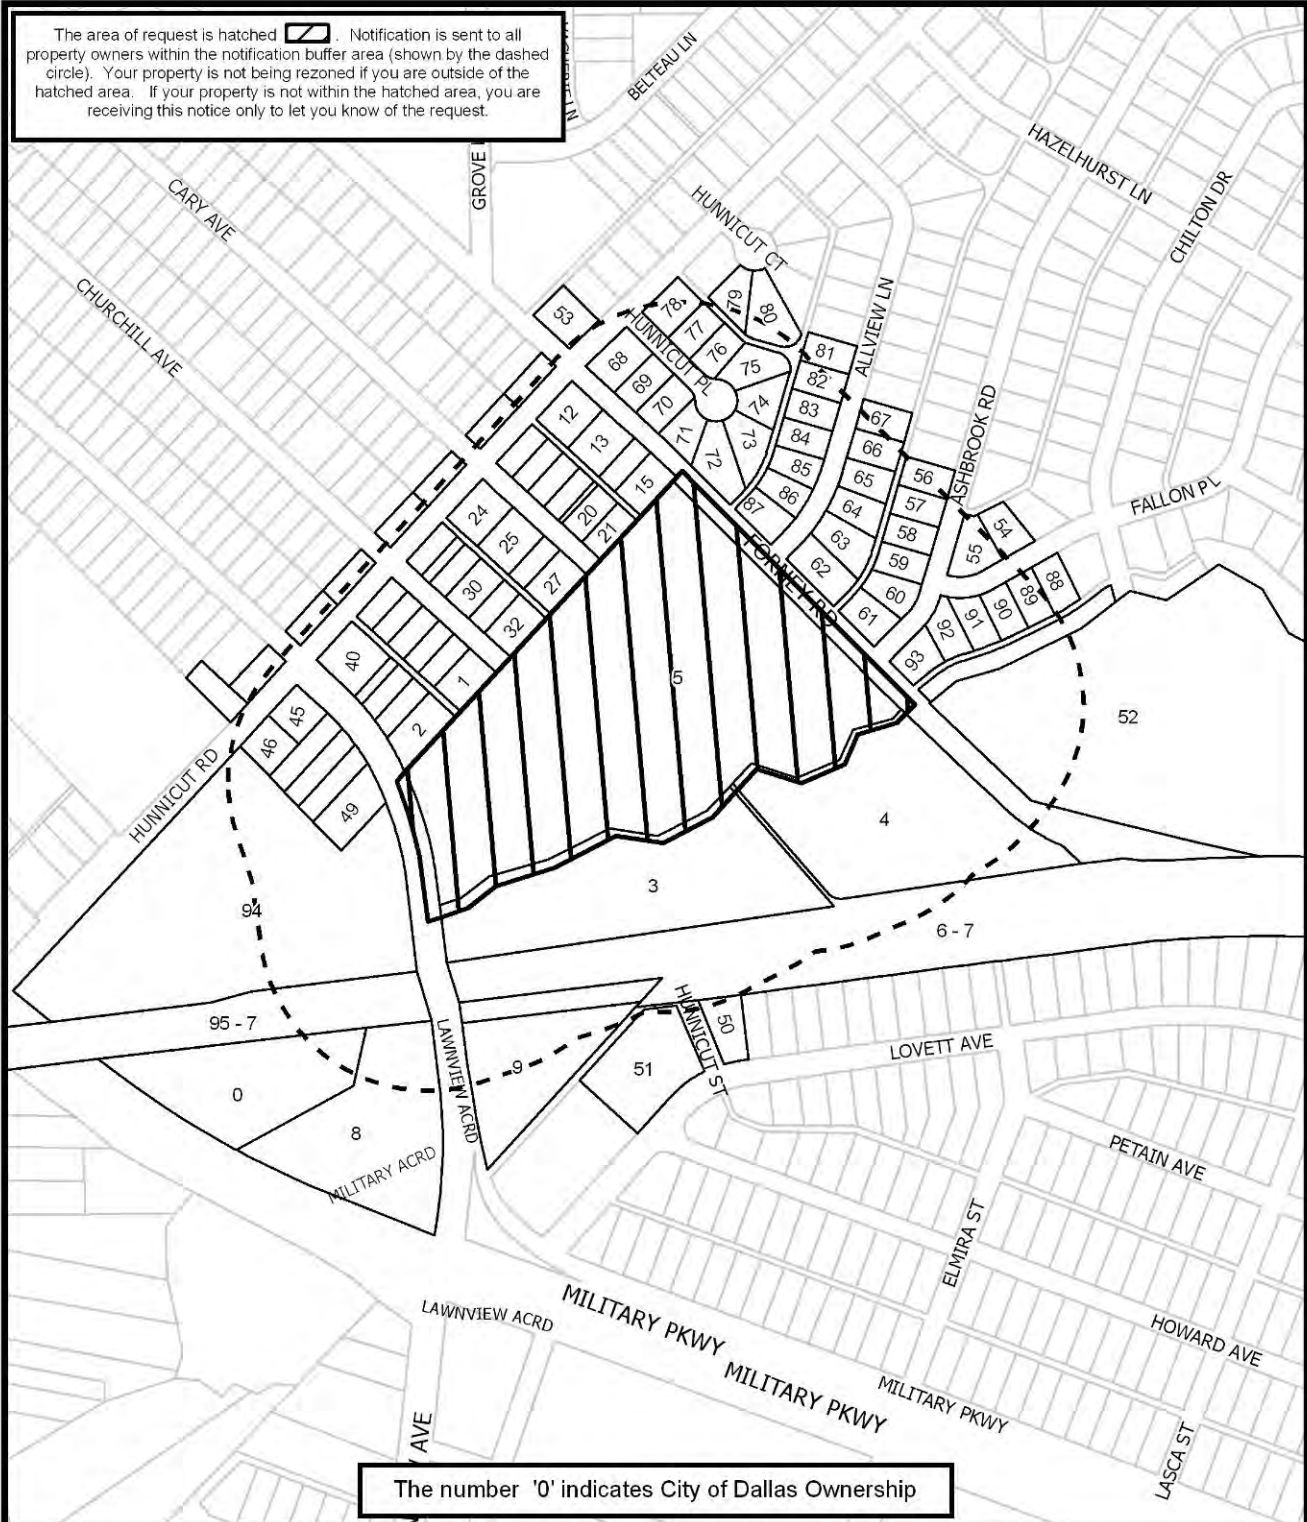 The area of request is hatched . Notification is sent to all
property owners within the notification buffer area (shown by the dashed
circle). Your property is not being rezoned if you are outside of the
hatched area. If your property is not within the hatched area, you are
receiving this notice only to let you know of the request.
BELTEAU LN
GROVE
HAZELHURST LN
CHILTON DR
CARY AVE
HUNNICUT CT
CHURCHILL AVE
ALLVIEW LN
HUNNICUT PL
ASHBROOK RD
FALLON PL
FORNEY RD
53
78
79
80
77
76
75
74
73
72
71
70
69
68
81
82
83
84
85
86
87
67
66
65
64
63
62
61
56
57
58
59
60
54
55
88
89
90
91
92
93
12
13
15
20
21
24
25
27
30
32
40
1
2
45
46
49
5
52
4
3
94
6 - 7
95 - 7
HUNNICUT RD
LAWNVIEW ACRD
HUNNICUT ST
50
51
9
0
8
LOVETT AVE
MILITARY ACRD
PETAIN AVE
ELMIRA ST
LAWNVIEW ACRD
MILITARY PKWY
MILITARY PKWY
MILITARY PKWY
HOWARD AVE
LASCA ST
AVE
The number '0' indicates City of Dallas Ownership